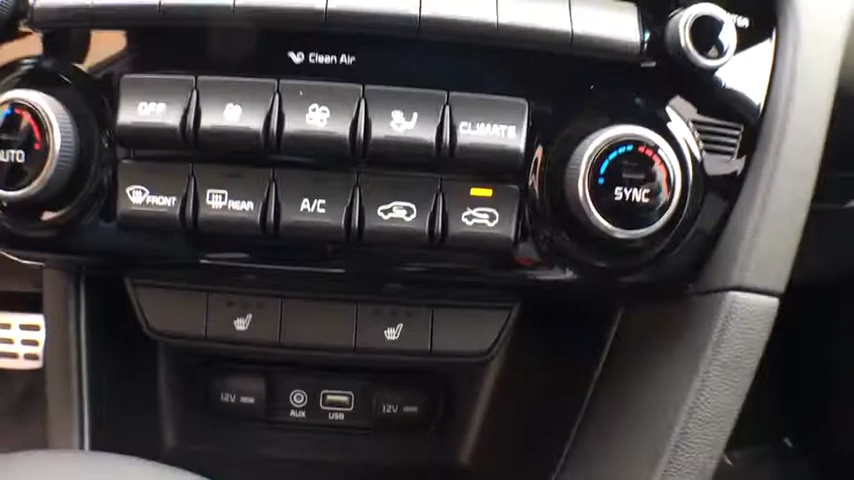 Clean Air
OFF
CLIMATE
AUTO
FRONT
REAR
A/C
SYNC
12V
AUX
USB
12V